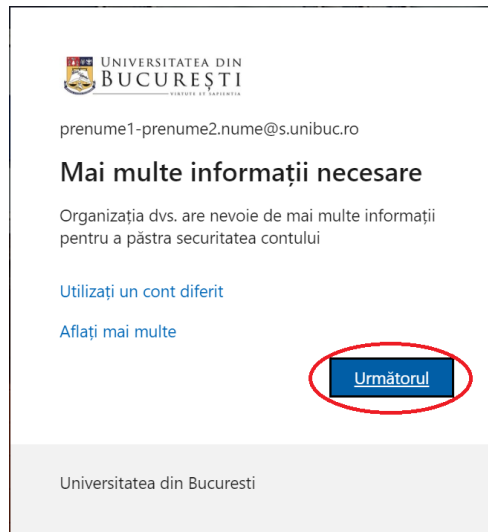 UNIVERSITATEA DIN
BUCUREȘTI
VIRTUTE ET SAPIENTIA
prenume1-prenume2.nume@s.unibuc.ro
Mai multe informații necesare
Organizația dvs. are nevoie de mai multe informații
pentru a păstra securitatea contului
Utilizați un cont diferit
Aflați mai multe
Următorul
Universitatea din Bucuresti